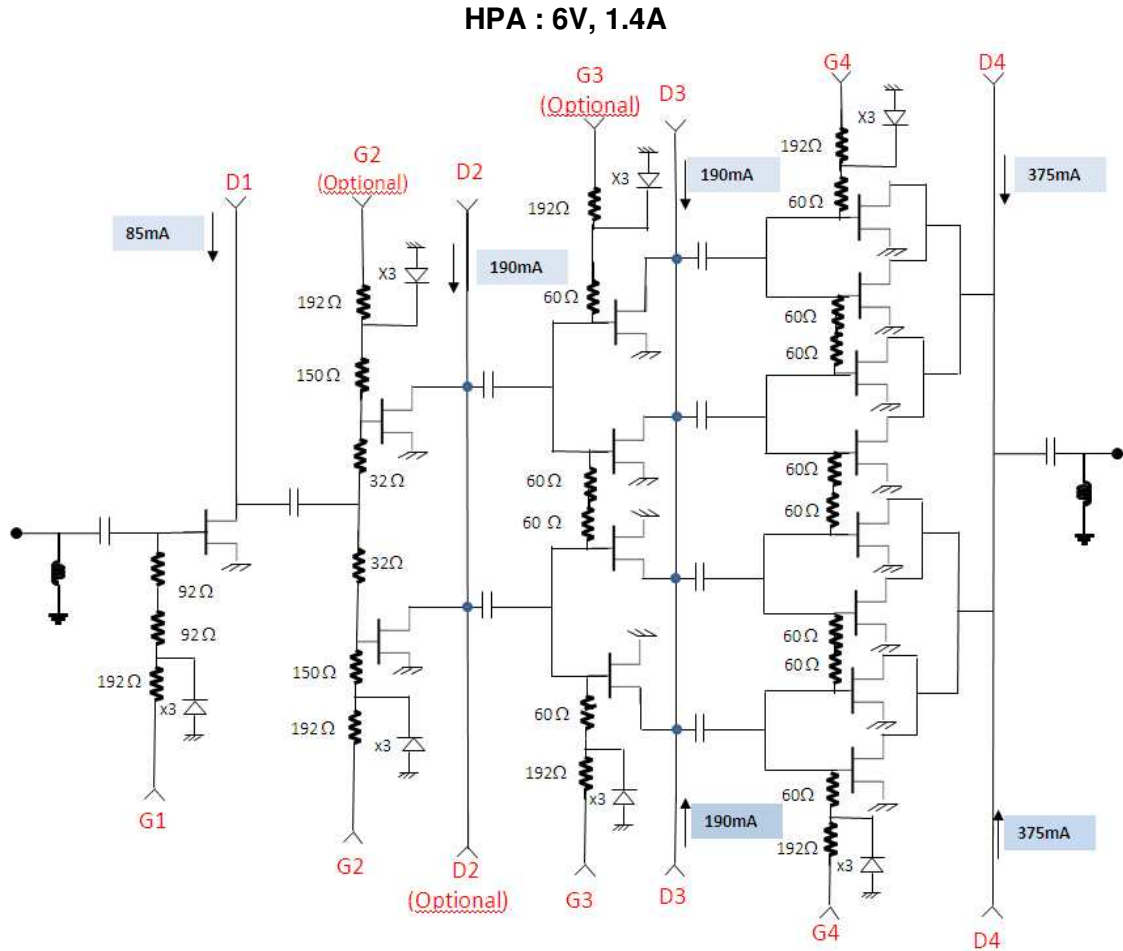 HPA : 6V, 1.4A
G3
(Optional)
D3
G4
D4
G2
(Optional)
D2
D1
85mA
190mA
190mA
375mA
X3
X3
X3
192Ω
192Ω
192Ω
60Ω
60Ω
150Ω
32Ω
32Ω
60Ω
60Ω
60Ω
60Ω
60Ω
60Ω
60Ω
60Ω
92Ω
92Ω
192Ω
x3
150Ω
192Ω
x3
60Ω
192Ω
x3
60Ω
192Ω
x3
190mA
375mA
G1
G2
D2
(Optional)
G3
D3
G4
D4